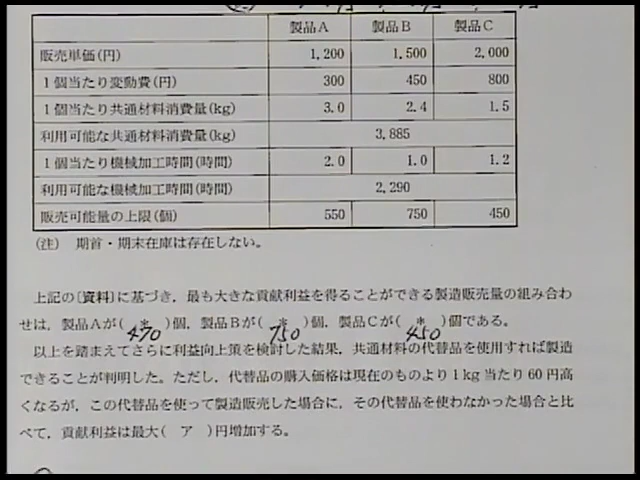 製品A 製品B 製品C
販売単価(円) 1,200 1,500 2,000
1個当たり変動費(円) 300 450 800
1個当たり共通材料消費量(kg) 3.0 2.4 1.5
利用可能な共通材料消費量(kg) 3,885
1個当たり機械加工時間(時間) 2.0 1.0 1.2
利用可能な機械加工時間(時間) 2,290
販売可能量の上限(個) 550 750 450
(注) 期首・期末在庫は存在しない。
上記の〔資料〕に基づき，最も大きな貢献利益を得ることができる製造販売量の組み合わ
せは，製品Aが( * )個，製品Bが( * )個，製品Cが( * )個である。
470 750 450
以上を踏まえてさらに利益向上策を検討した結果，共通材料の代替品を使用すれば製造
できることが判明した。ただし，代替品の購入価格は現在のものより1kg当たり60円高
くなるが，この代替品を使って製造販売した場合に，その代替品を使わなかった場合と比
べて，貢献利益は最大( ア )円増加する。